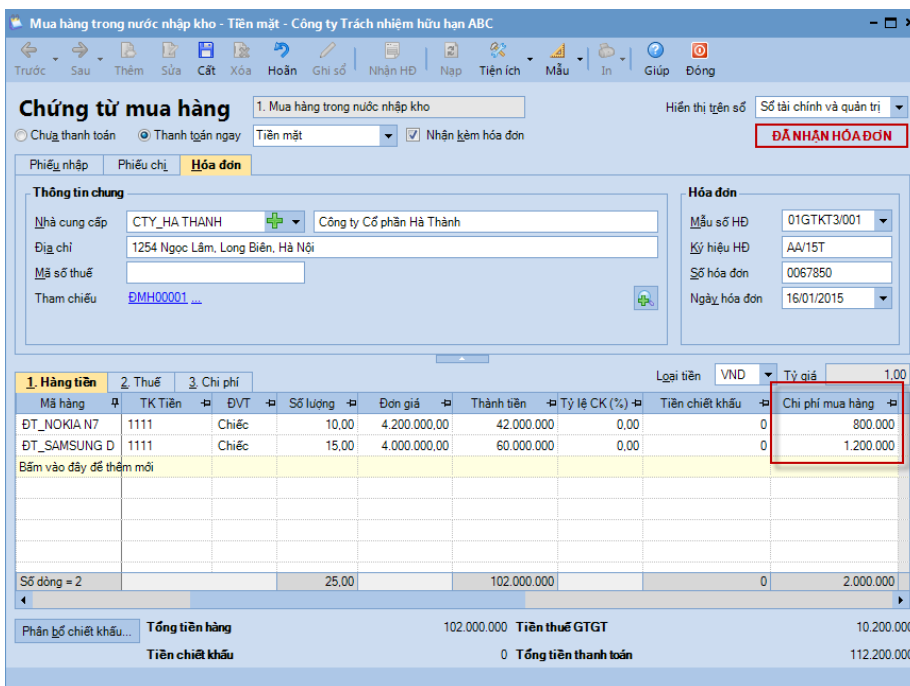 Mua hàng trong nước nhập kho - Tiền mặt - Công ty Trách nhiệm hữu hạn ABC
Trước Sau Thêm Sửa Cất Xóa Hoãn Ghi sổ Nhận HĐ Nạp Tiện ích Mẫu In Giúp Đóng
Chứng từ mua hàng 1. Mua hàng trong nước nhập kho Hiển thị trên sổ Sổ tài chính và quản trị
Chưa thanh toán Thanh toán ngay Tiền mặt Nhận kèm hóa đơn ĐÃ NHẬN HÓA ĐƠN
Phiếu nhập Phiếu chi Hóa đơn
Thông tin chung Hóa đơn
Nhà cung cấp CTY_HA THANH Công ty Cổ phần Hà Thành Mẫu số HĐ 01GTKT3/001
Địa chỉ 1254 Ngọc Lâm, Long Biên, Hà Nội Ký hiệu HĐ AA/15T
Mã số thuế Số hóa đơn 0067850
Tham chiếu ĐMH00001 ... Ngày hóa đơn 16/01/2015
1. Hàng tiền 2. Thuế 3. Chi phí Loại tiền VND Tỷ giá 1,00
Mã hàng TK Tiền ĐVT Số lượng Đơn giá Thành tiền Tỷ lệ CK (%) Tiền chiết khấu Chi phí mua hàng
ĐT_NOKIA N7 1111 Chiếc 10,00 4.200.000,00 42.000.000 0,00 0 800.000
ĐT_SAMSUNG D 1111 Chiếc 15,00 4.000.000,00 60.000.000 0,00 0 1.200.000
Bấm vào đây để thêm mới
Số dòng = 2 25,00 102.000.000 0 2.000.000
Phân bổ chiết khấu... Tổng tiền hàng 102.000.000 Tiền thuế GTGT 10.200.000
Tiền chiết khấu 0 Tổng tiền thanh toán 112.200.000